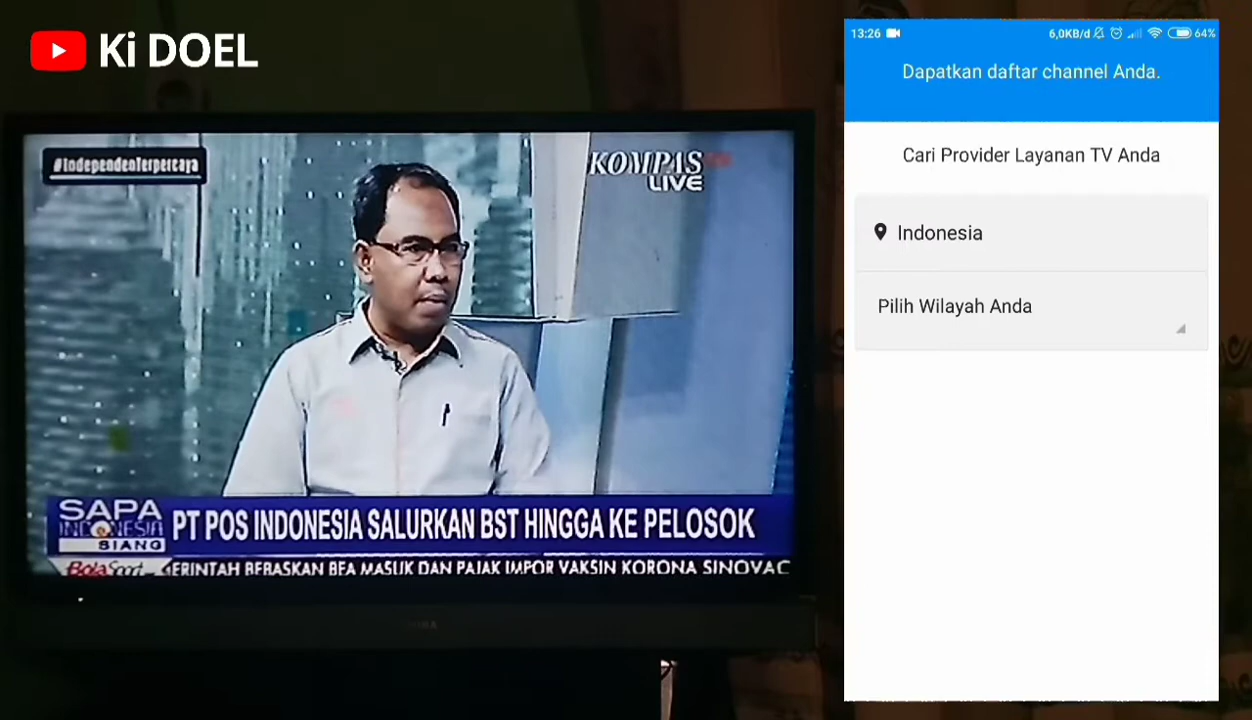 Ki DOEL
#IndependenTerpercaya
KOMPAS
LIVE
SAPA
INDONESIA
SIANG
PT POS INDONESIA SALURKAN BST HINGGA KE PELOSOK
BolaSport
ERINTAH BEBASKAN BEA MASUK DAN PAJAK IMPOR VAKSIN KORONA SINOVAC
13:26
6,0KB/d
64%
Dapatkan daftar channel Anda.
Cari Provider Layanan TV Anda
Indonesia
Pilih Wilayah Anda